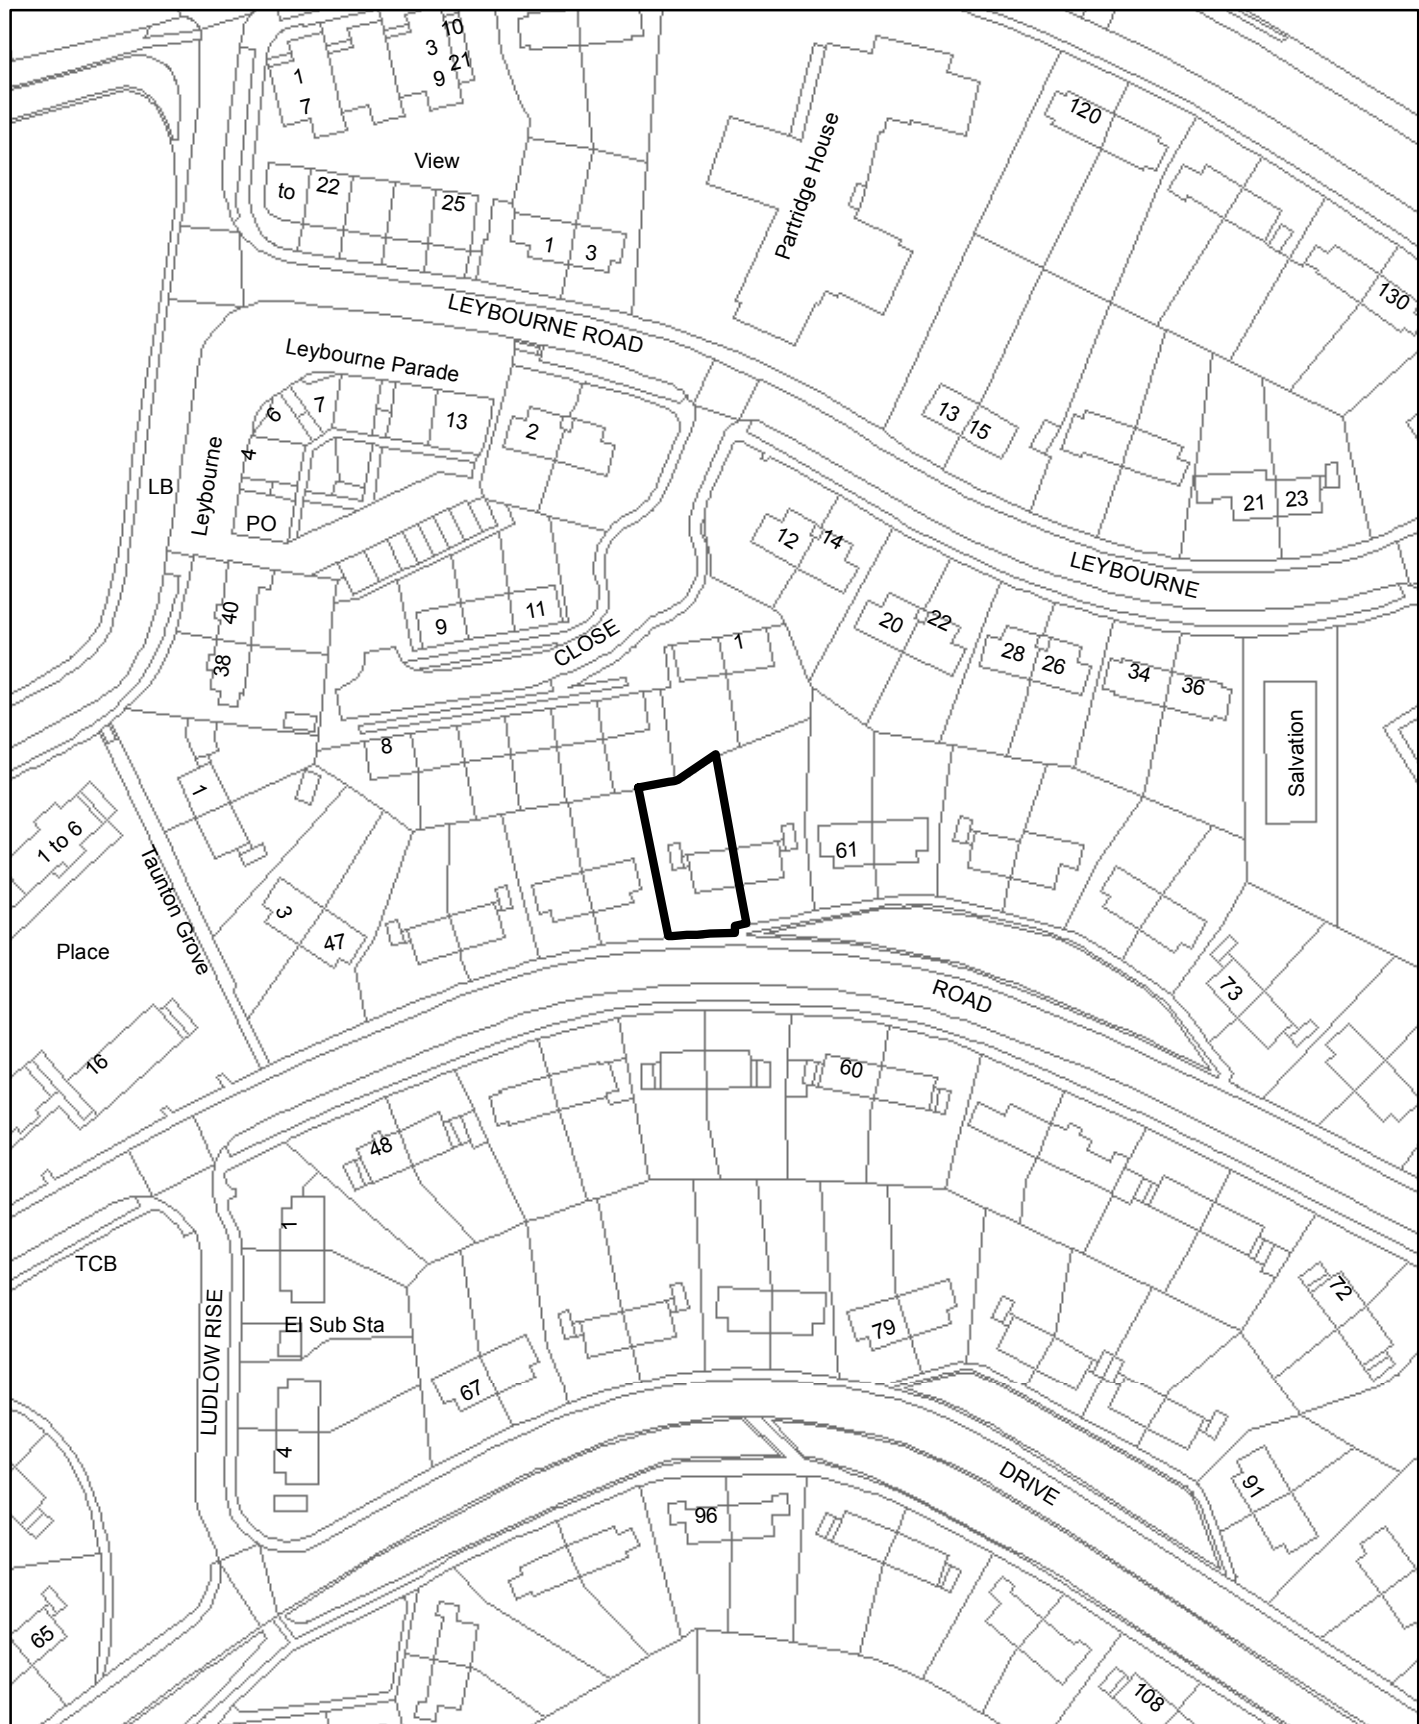 10
3
21
9
1
7
120
Partridge House
View
to
22
25
1
3
130
LEYBOURNE ROAD
Leybourne Parade
6
7
13
2
13
15
4
Leybourne
LB
PO
21
23
12
14
LEYBOURNE
40
38
9
11
CLOSE
1
20
22
28
26
34
36
Salvation
8
1
1 to 6
Taunton Grove
61
3
47
Place
ROAD
73
16
60
48
1
TCB
El Sub Sta
LUDLOW RISE
72
79
67
4
DRIVE
91
96
65
108